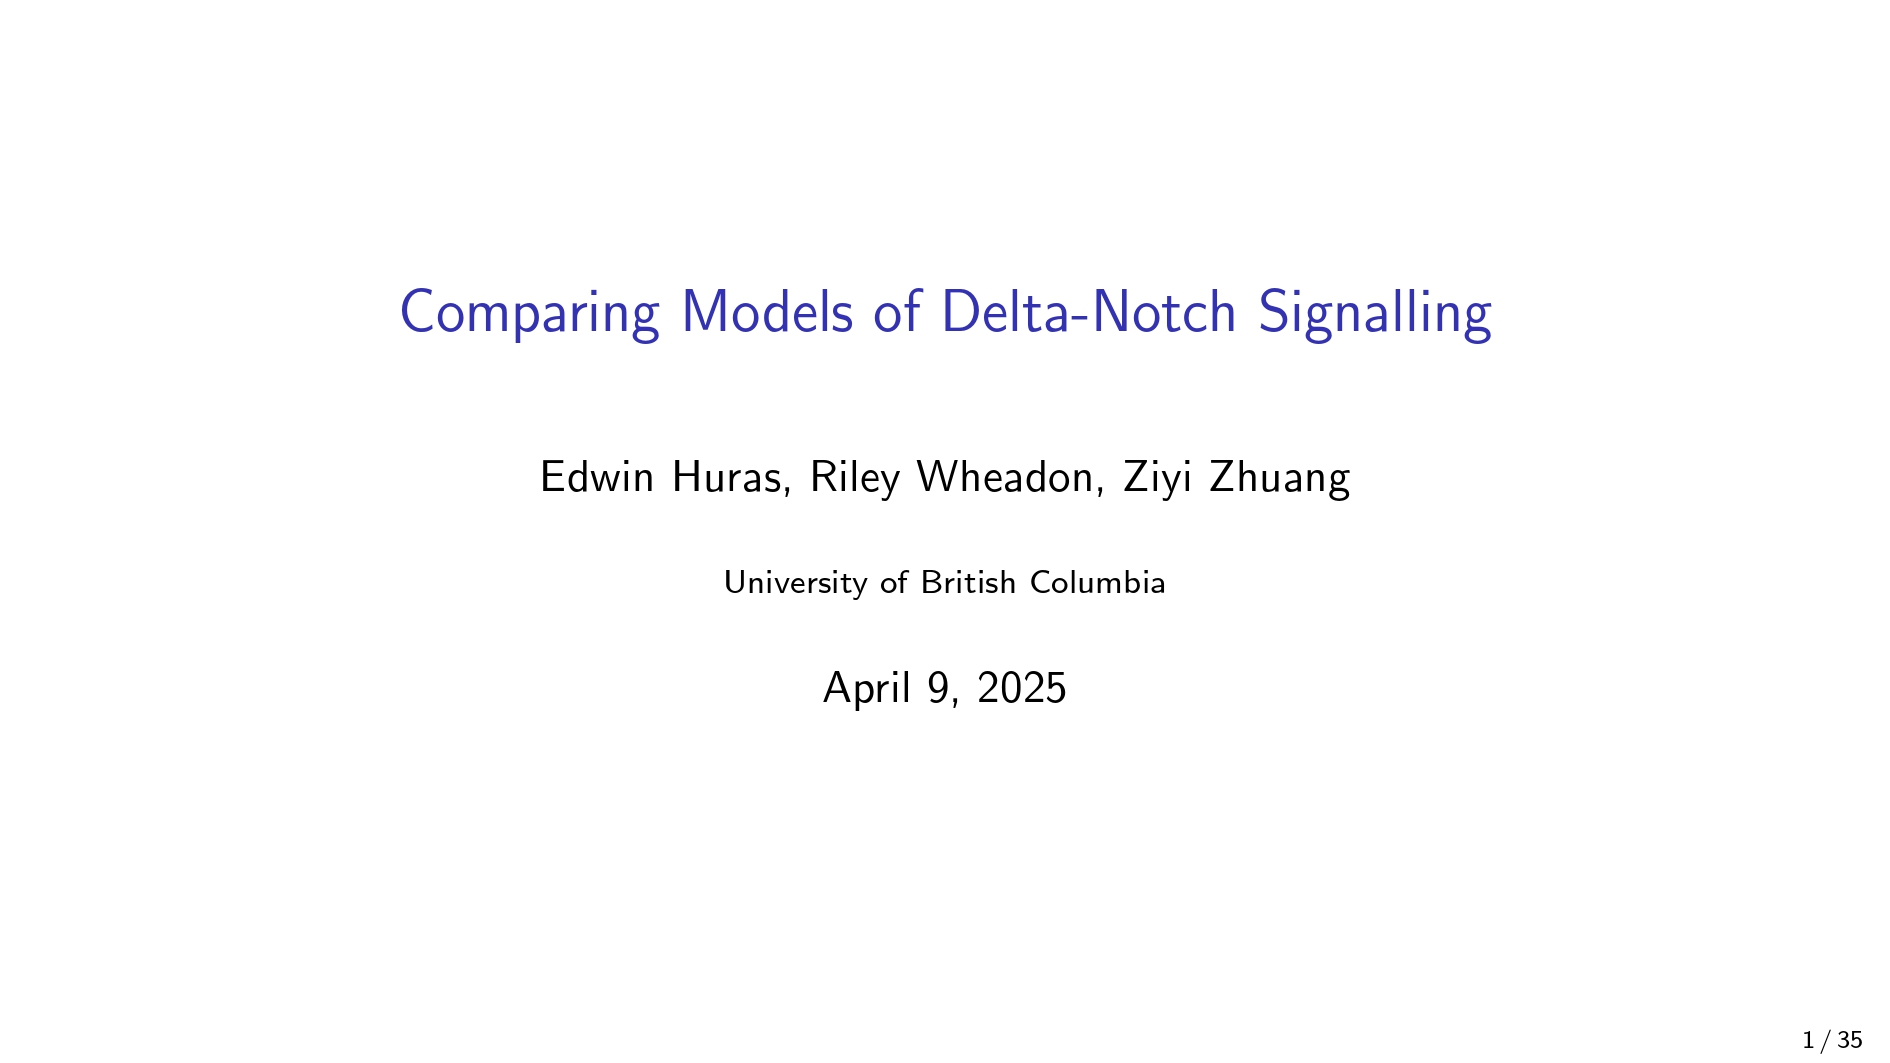 Comparing Models of Delta-Notch Signalling
Edwin Huras, Riley Wheadon, Ziyi Zhuang
University of British Columbia
April 9, 2025
1 / 35